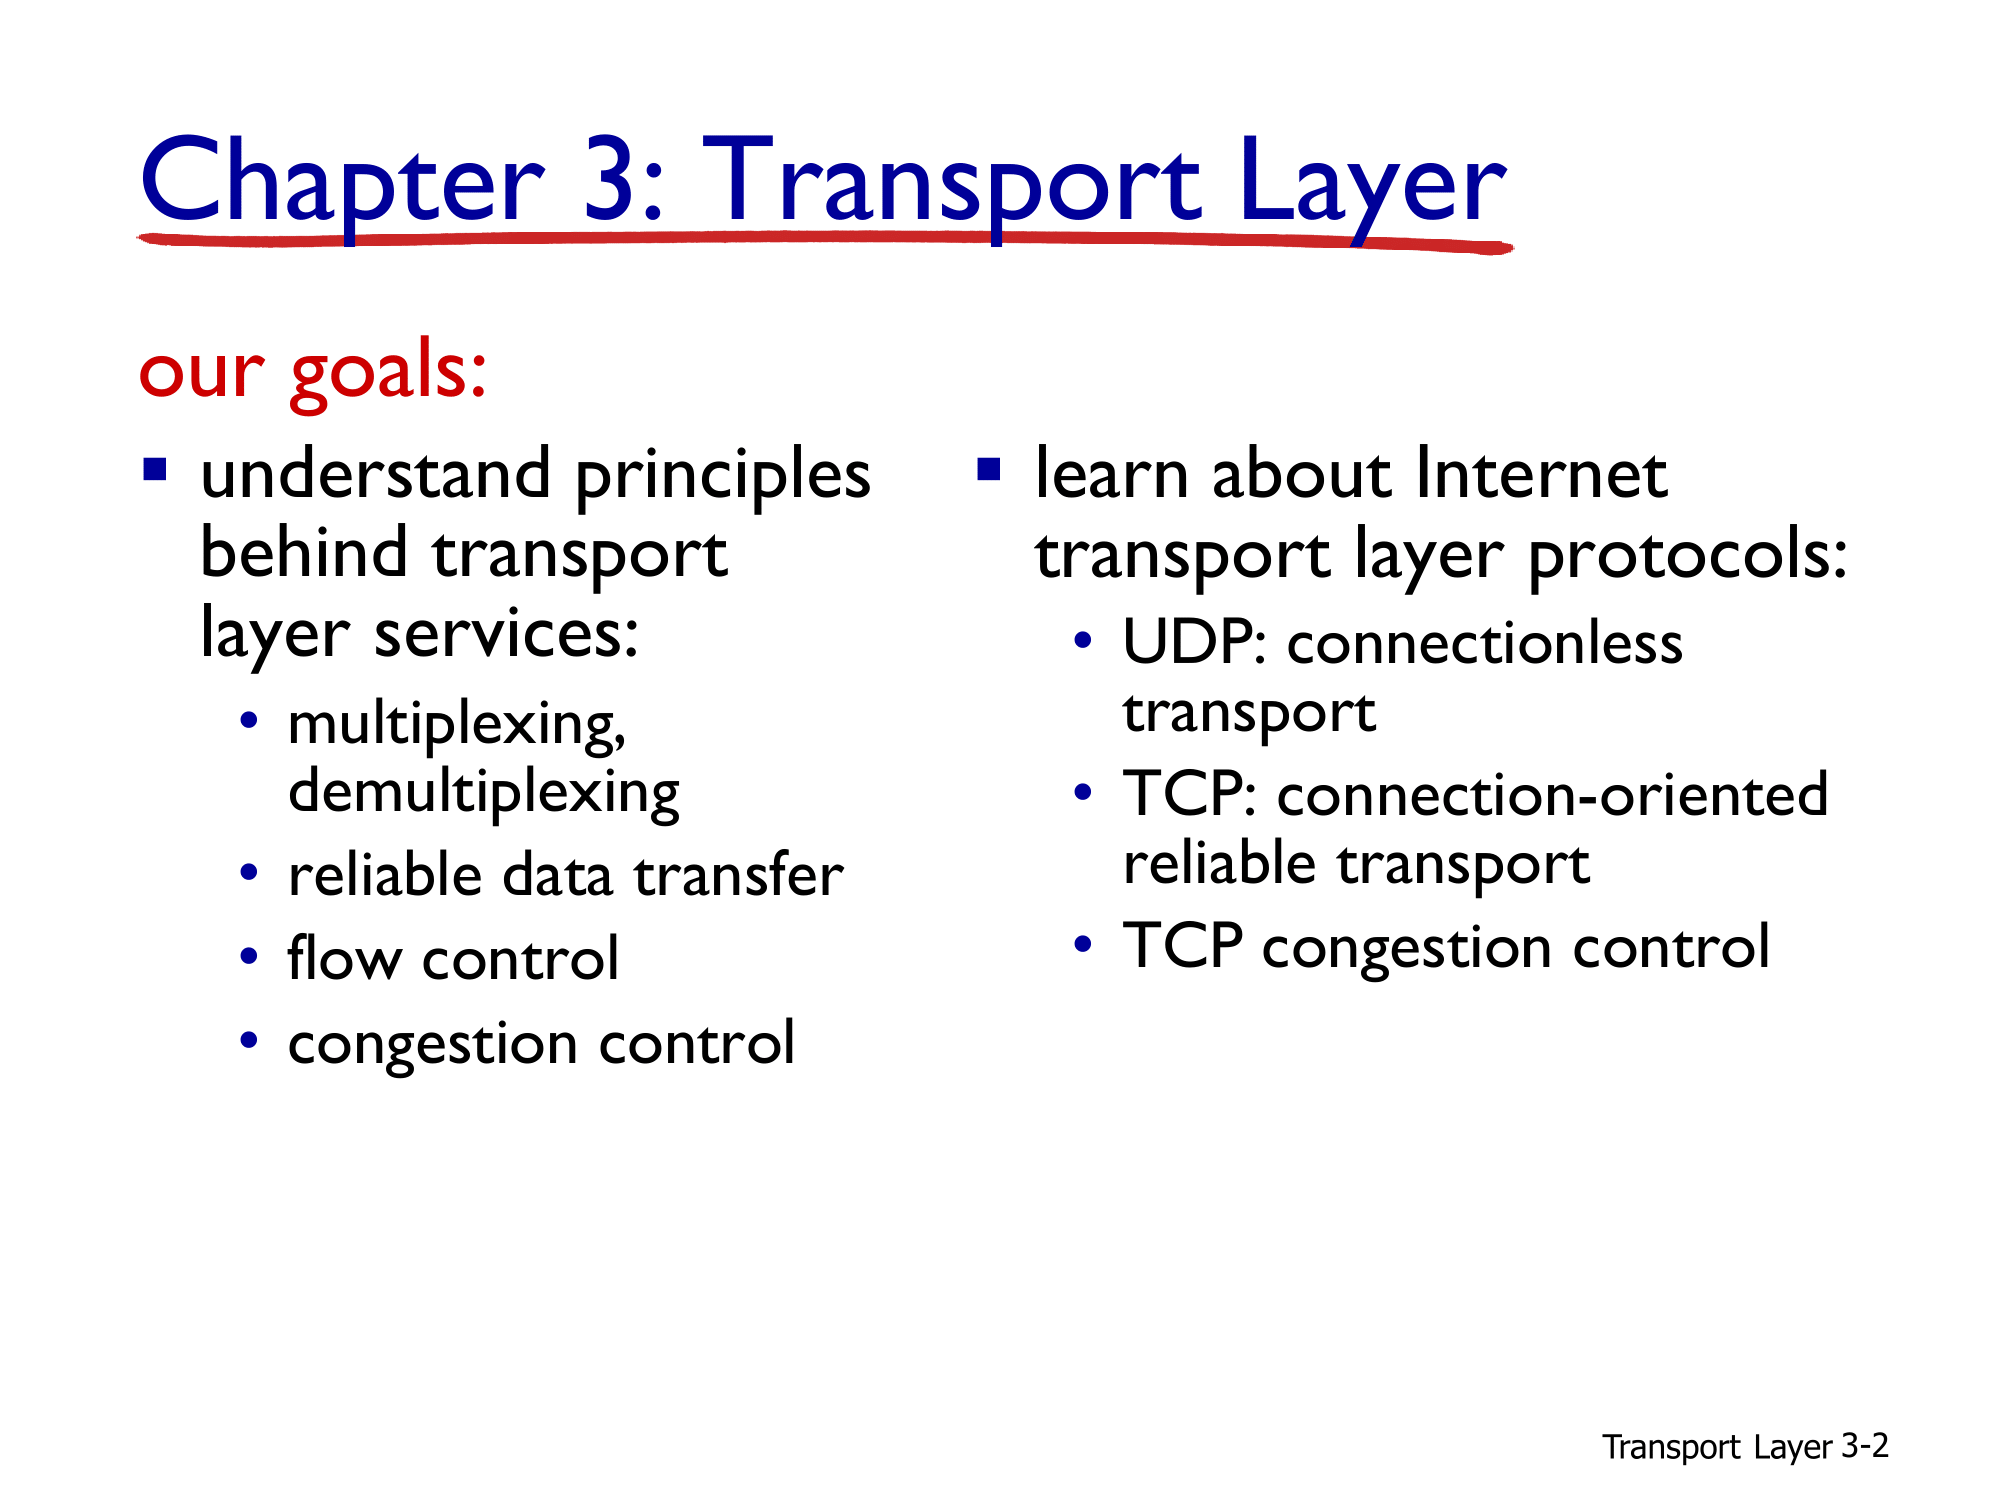 Chapter 3: Transport Layer
our goals:
▪ understand principles
behind transport
layer services:
• multiplexing,
demultiplexing
• reliable data transfer
• flow control
• congestion control
▪ learn about Internet
transport layer protocols:
• UDP: connectionless
transport
• TCP: connection-oriented
reliable transport
• TCP congestion control
Transport Layer 3-2